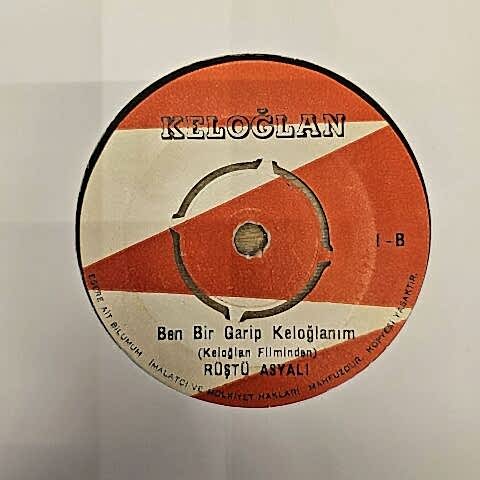 KELOĞLAN
1-B
Ben Bir Garip Keloğlanım
(Keloğlan Filminden)
RÜŞTÜ ASYALI
ESERE AİT BİLUMUM İMALATCI VE MÜLKİYET HAKLARI MAHFUZDUR. KOPYESİ YASAKTIR.